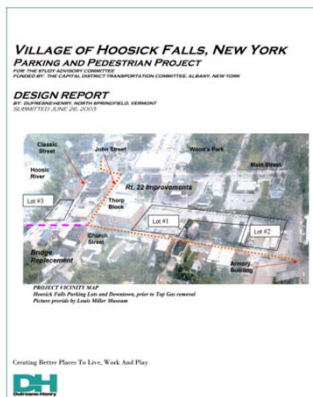 VILLAGE OF HOOSICK FALLS, NEW YORK
PARKING AND PEDESTRIAN PROJECT
FOR THE STUDY ADVISORY COMMITTEE
FUNDED BY: THE CAPITAL DISTRICT TRANSPORTATION COMMITTEE, ALBANY, NEW YORK
DESIGN REPORT
BY: DUFRESNE-HENRY, NORTH SPRINGFIELD, VERMONT
SUBMITTED JUNE 26, 2003
Classic
Street
John Street
Wood's Park
Main Street
Hoosic
River
Rt. 22 Improvements
Lot #3
Thorp
Block
Lot #1
Lot #2
Church
Street
Bridge
Replacement
Armory
Building
PROJECT VICINITY MAP
Hoosick Falls Parking Lots and Downtown, prior to Top Gas removal
Picture provide by Louis Miller Museum
Creating Better Places To Live, Work And Play
DH
Dufresne-Henry